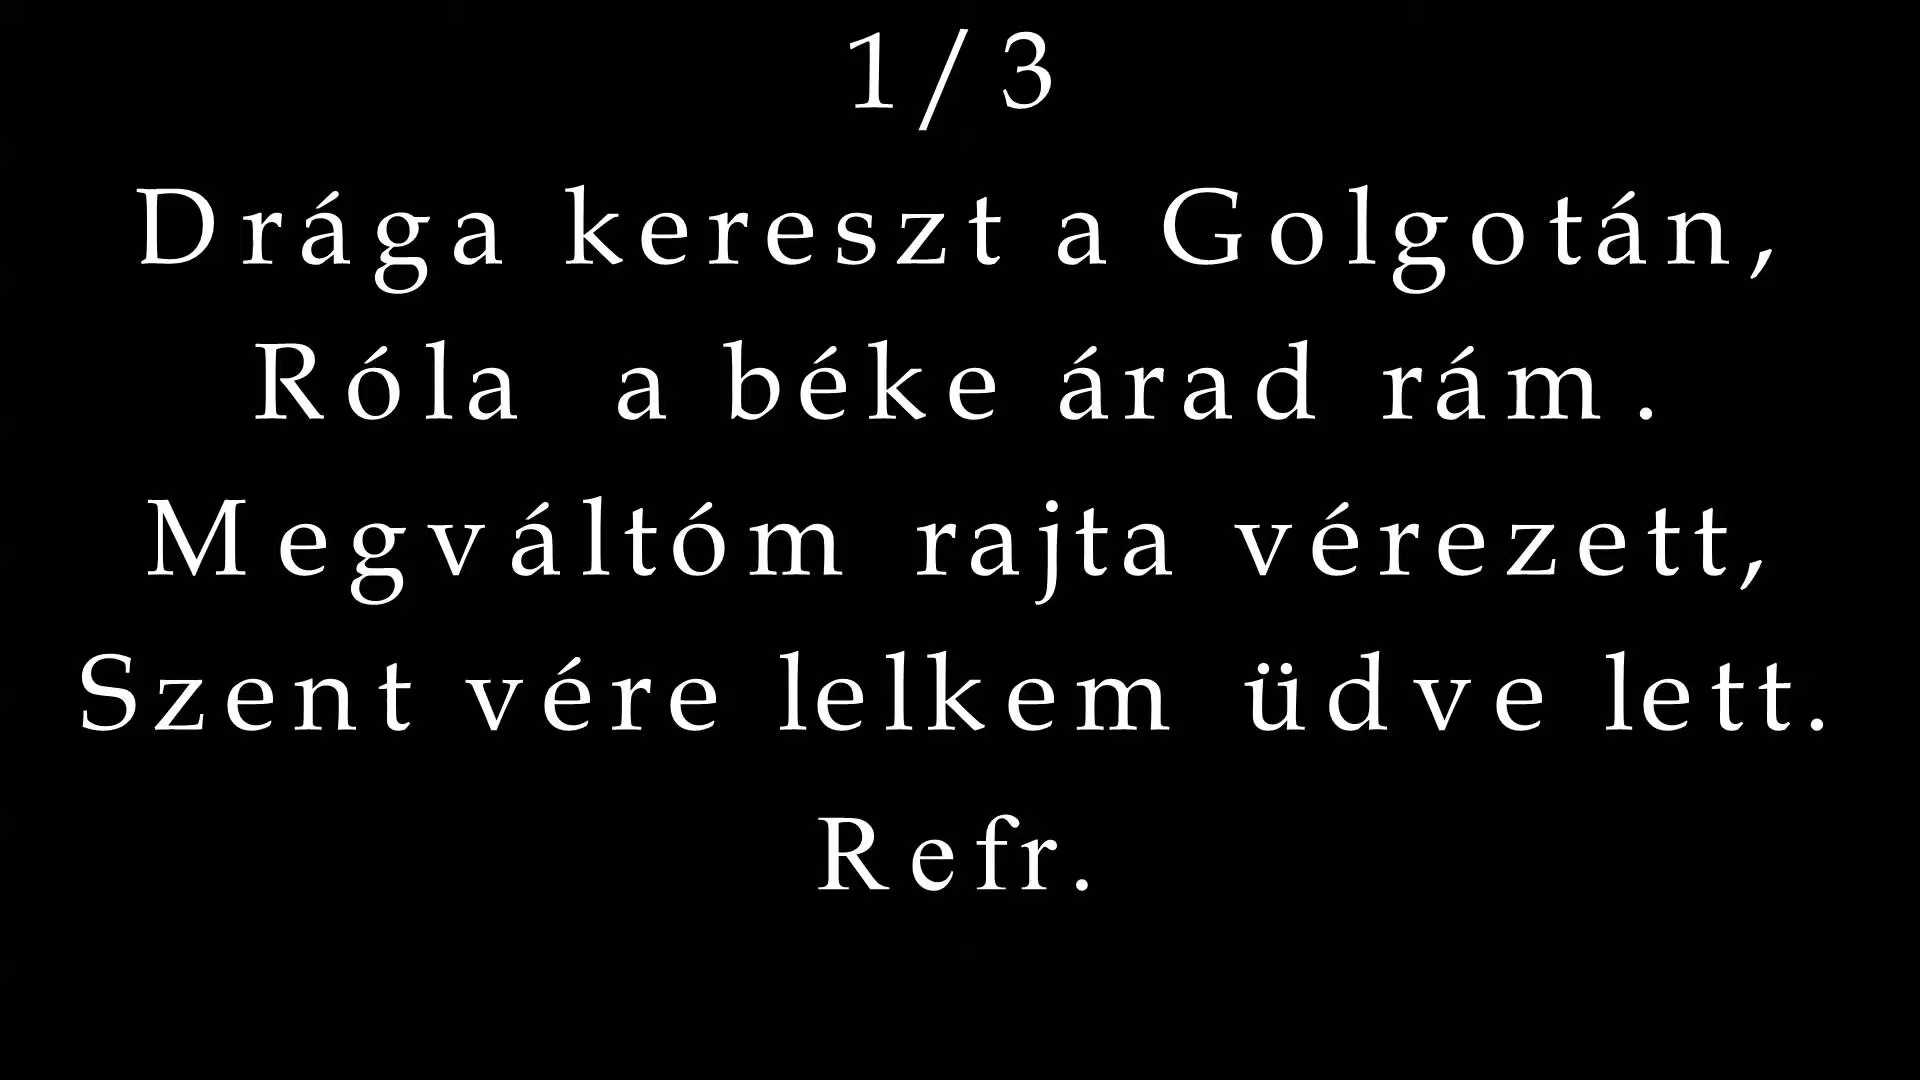 1/3
Drága kereszt a Golgotán,
Róla a béke árad rám.
Megváltóm rajta vérezett,
Szent vére lelkem üdve lett.
Refr.